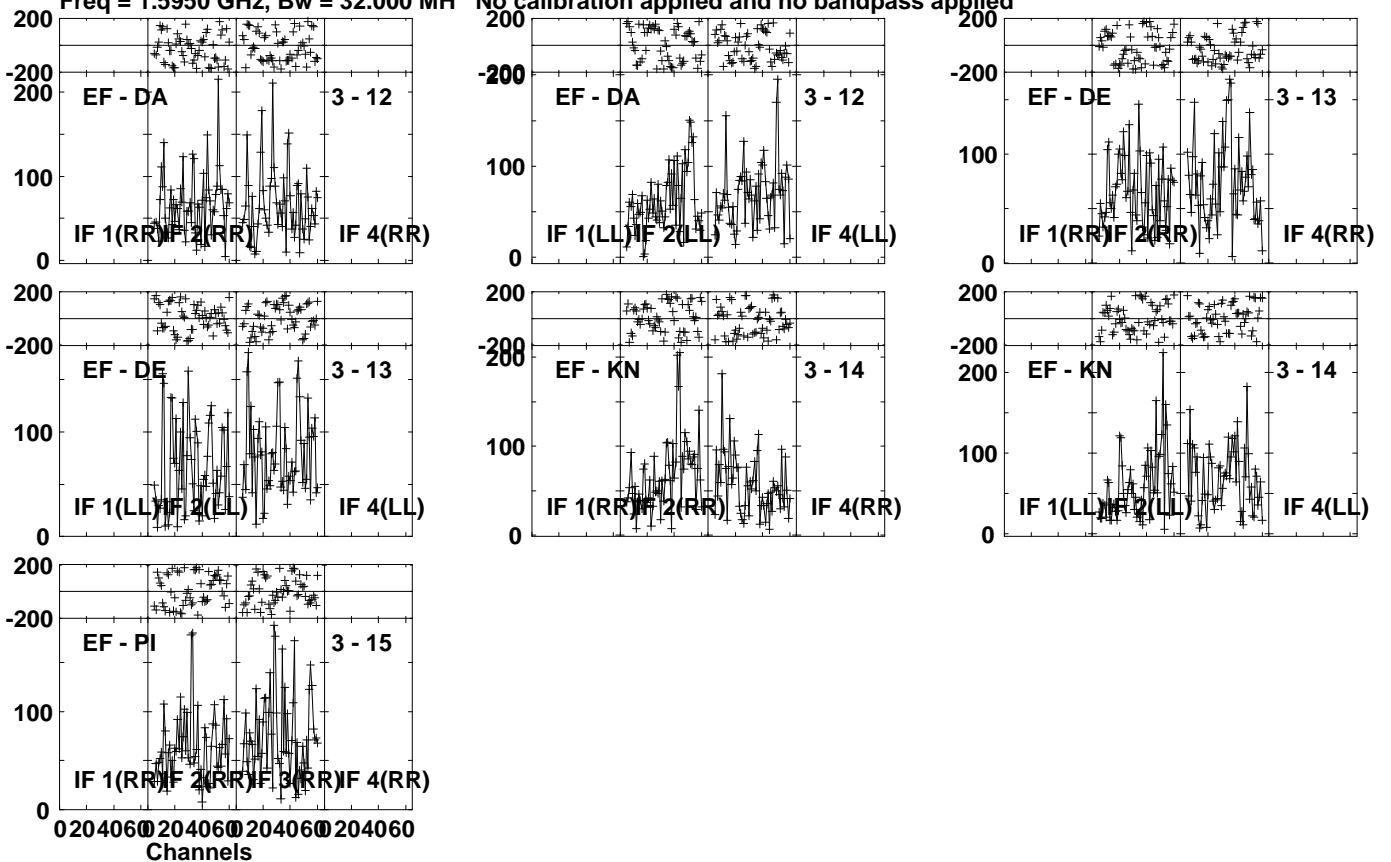 Freq = 1.5950 GHz, Bw = 32.000 MH No calibration applied and no bandpass applied
200 200 200
-200 -200 -200
200 200
EF - DA 3 - 12 EF - DA 3 - 12 EF - DE 3 - 13
100 100 100
IF 1(RR) IF 2(RR) IF 4(RR) IF 1(LL) IF 2(LL) IF 4(LL) IF 1(RR) IF 2(RR) IF 4(RR)
0 0 0
200 200 200
-200 -200 -200
200 200
EF - DE 3 - 13 EF - KN 3 - 14 EF - KN 3 - 14
100 100 100
IF 1(LL) IF 2(LL) IF 4(LL) IF 1(RR) IF 2(RR) IF 4(RR) IF 1(LL) IF 2(LL) IF 4(LL)
0 0 0
200
-200
EF - PI 3 - 15
100
IF 1(RR) IF 2(RR) IF 3(RR) IF 4(RR)
0
0 20 40 60 0 20 40 60 0 20 40 60 0 20 40 60
Channels